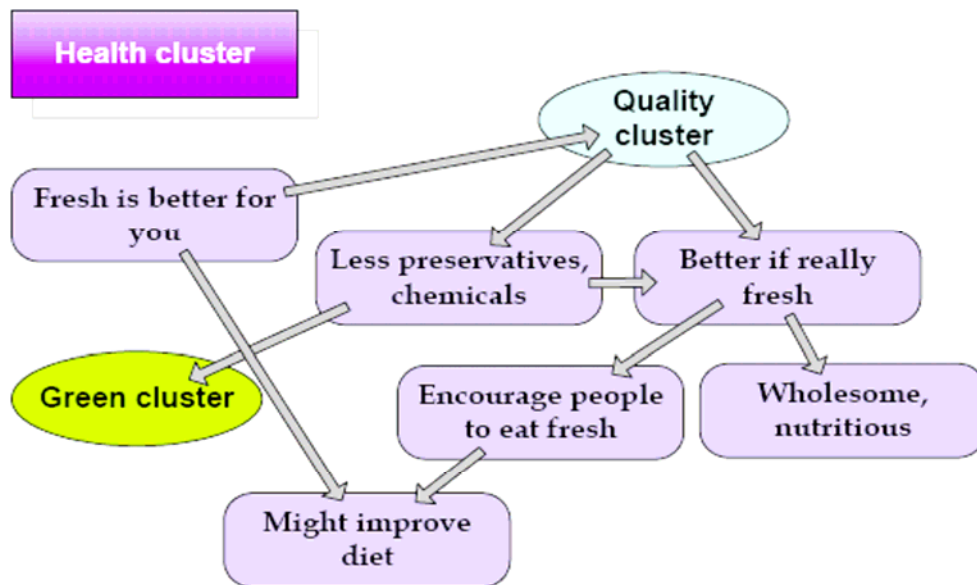 Health cluster
Quality
cluster
Fresh is better for
you
Less preservatives,
chemicals
Better if really
fresh
Green cluster
Encourage people
to eat fresh
Wholesome,
nutritious
Might improve
diet